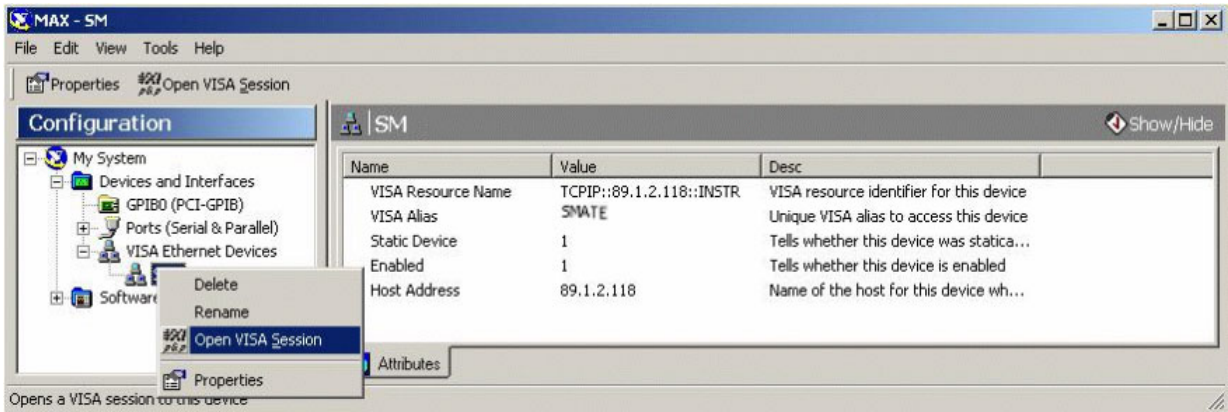 MAX - SM
File Edit View Tools Help
Properties Open VISA Session
Configuration
SM
Show/Hide
My System
Devices and Interfaces
GPIB0 (PCI-GPIB)
Ports (Serial & Parallel)
VISA Ethernet Devices
Software
Delete
Rename
Open VISA Session
Properties
Name Value Desc
VISA Resource Name TCPIP::89.1.2.118::INSTR VISA resource identifier for this device
VISA Alias SMATE Unique VISA alias to access this device
Static Device 1 Tells whether this device was statica...
Enabled 1 Tells whether this device is enabled
Host Address 89.1.2.118 Name of the host for this device wh...
Attributes
Opens a VISA session to this device